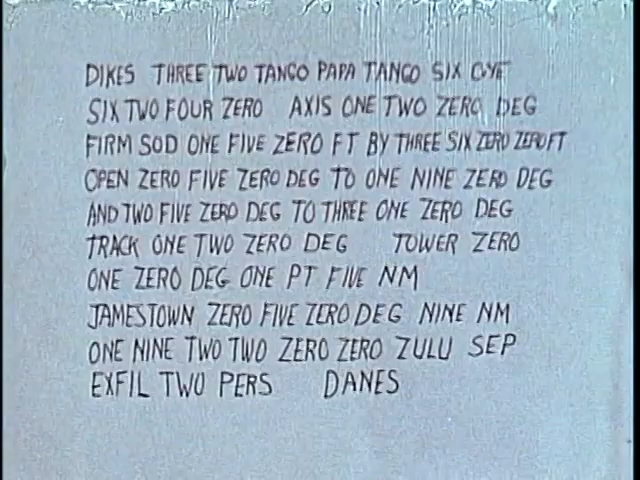 DIKES THREE TWO TANGO PAPA TANGO SIX OYE
SIX TWO FOUR ZERO AXIS ONE TWO ZERO DEG
FIRM SOD ONE FIVE ZERO FT BY THREE SIX ZERO ZERO FT
OPEN ZERO FIVE ZERO DEG TO ONE NINE ZERO DEG
AND TWO FIVE ZERO DEG TO THREE ONE ZERO DEG
TRACK ONE TWO ZERO DEG TOWER ZERO
ONE ZERO DEG ONE PT FIVE NM
JAMESTOWN ZERO FIVE ZERO DEG NINE NM
ONE NINE TWO TWO ZERO ZERO ZULU SEP
EXFIL TWO PERS DANES